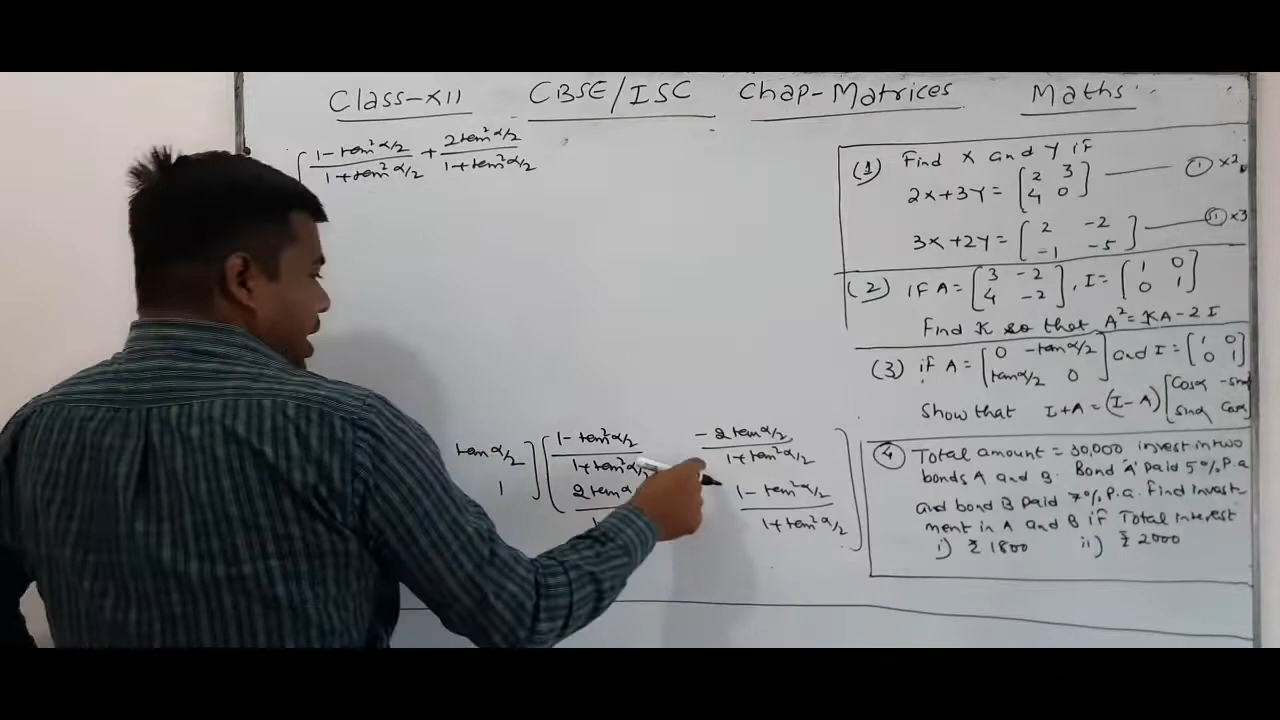 Class-XII CBSE/ISC Chap-Matrices Maths
1-tan²α/2 / 1+tan²α/2 + 2tan²α/2 / 1+tan²α/2
tanα/2 ] [ 1-tan²α/2 / 1+tan²α/2 -2tanα/2 / 1+tan²α/2
1 ] 2tanα 1-tan²α/2 / 1+tan²α/2 ]
(1) Find X and Y if
2X+3Y= [ 2 3
4 0 ] —— (i) ×2
3X+2Y= [ 2 -2
-1 -5 ] —— (ii) ×3
(2) if A= [ 3 -2
4 -2 ], I= [ 1 0
0 1 ]
Find K so that A²=KA-2I
(3) if A= [ 0 -tanα/2
tanα/2 0 ] and I= [ 1 0
0 1 ]
Show that I+A=(I-A) [ Cosα -sinα
sinα Cosα
(4) Total amount = 30,000 invest in two
bonds A and B. Bond 'A' paid 5% P.a
and bond B paid 7% P.a. Find invest-
ment in A and B if Total interest
i) ₹ 1800 ii) ₹ 2000